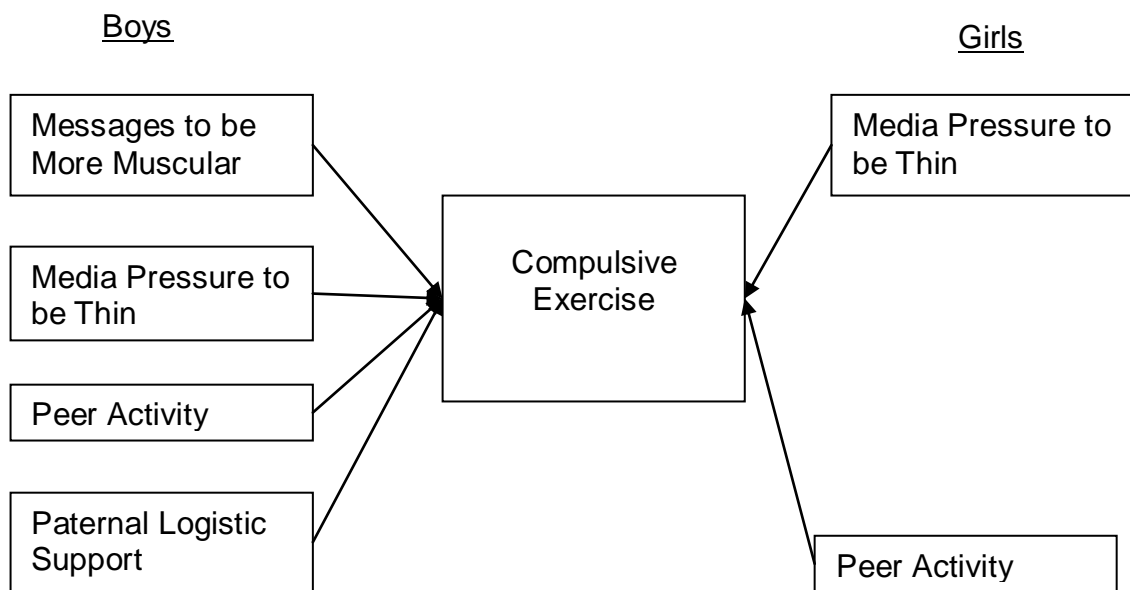 Boys
Girls
Messages to be
More Muscular
Media Pressure to
be Thin
Peer Activity
Paternal Logistic
Support
Compulsive
Exercise
Media Pressure to
be Thin
Peer Activity